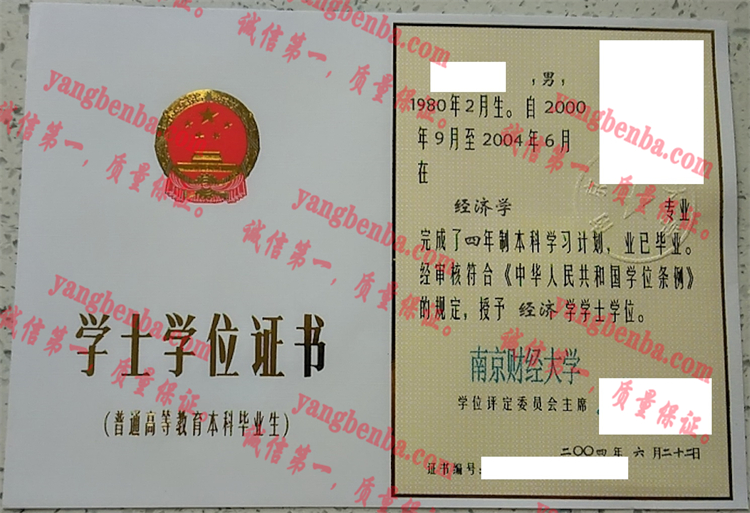 学士学位证书
(普通高等教育本科毕业生)
,男,
1980年2月生。自2000
年9月至2004年6月
在
经济学 专业
完成了四年制本科学习计划,业已毕业。
经审核符合《中华人民共和国学位条例》
的规定,授予 经济学学士学位。
南京财经大学
学位评定委员会主席
二〇〇四年 六月二十二日
证书编号:
yangbenba.com
诚信第一,质量保证。